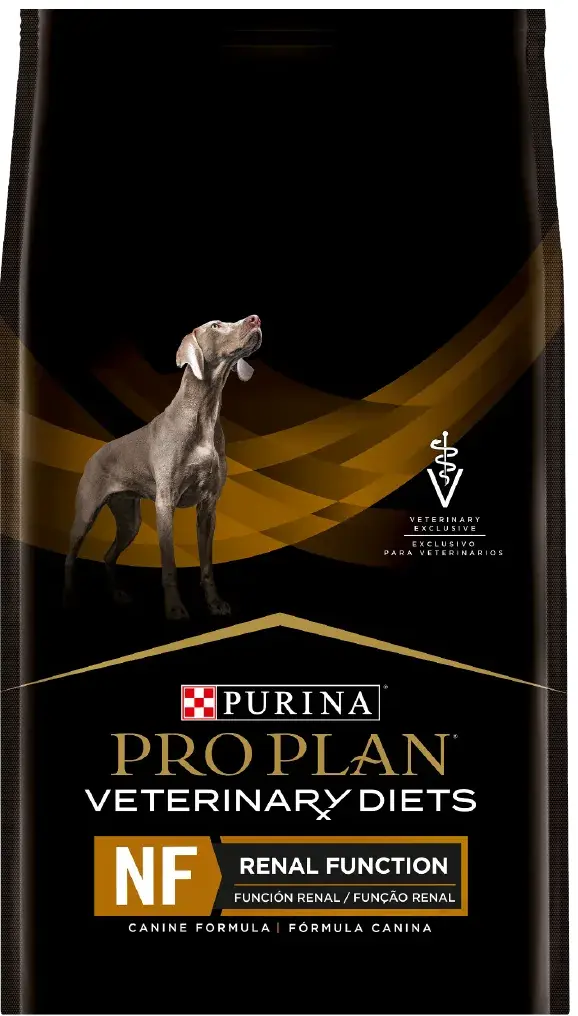 VETERINARY
EXCLUSIVE
EXCLUSIVO
PARA VETERINARIOS
PURINA®
PRO PLAN®
VETERINARY DIETS
NF
RENAL FUNCTION
FUNCIÓN RENAL / FUNÇÃO RENAL
CANINE FORMULA | FÓRMULA CANINA